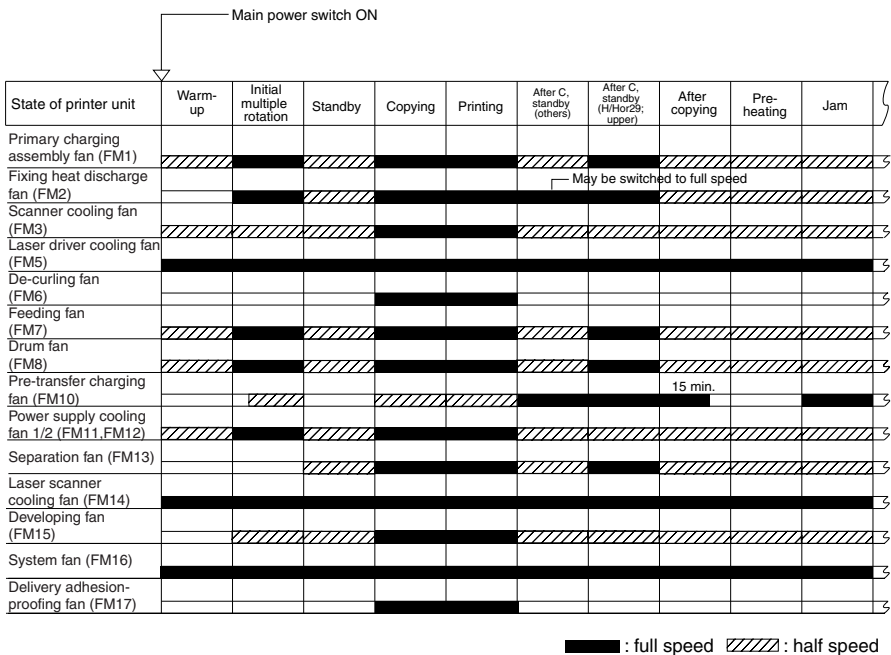 Main power switch ON
State of printer unit
Warm-
up
Initial
multiple
rotation
Standby
Copying
Printing
After C,
standby
(others)
After C,
standby
(H/Hor29;
upper)
After
copying
Pre-
heating
Jam
Primary charging
assembly fan (FM1)
Fixing heat discharge
fan (FM2)
May be switched to full speed
Scanner cooling fan
(FM3)
Laser driver cooling fan
(FM5)
De-curling fan
(FM6)
Feeding fan
(FM7)
Drum fan
(FM8)
Pre-transfer charging
fan (FM10)
15 min.
Power supply cooling
fan 1/2 (FM11,FM12)
Separation fan (FM13)
Laser scanner
cooling fan (FM14)
Developing fan
(FM15)
System fan (FM16)
Delivery adhesion-
proofing fan (FM17)
: full speed : half speed